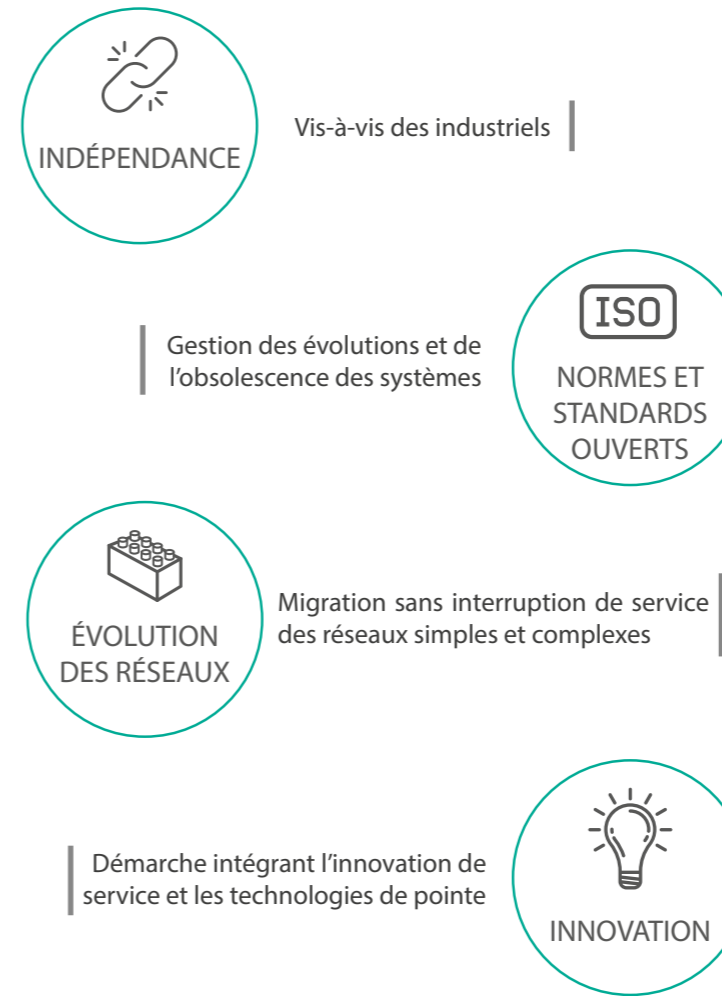 INDÉPENDANCE
Vis-à-vis des industriels
Gestion des évolutions et de
l’obsolescence des systèmes
ISO
NORMES ET
STANDARDS
OUVERTS
ÉVOLUTION
DES RÉSEAUX
Migration sans interruption de service
des réseaux simples et complexes
Démarche intégrant l’innovation de
service et les technologies de pointe
INNOVATION